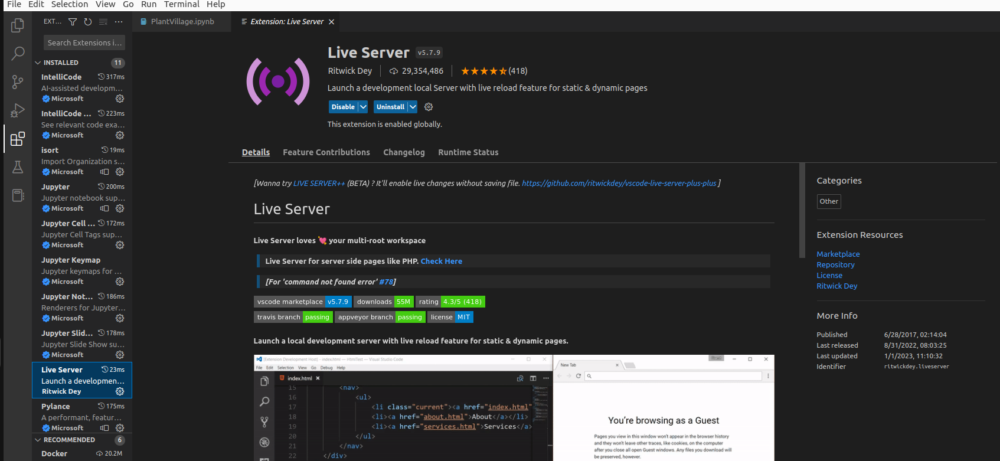 File Edit Selection View Go Run Terminal Help
EXT...
PlantVillage.ipynb
Extension: Live Server
Search Extensions i...
INSTALLED 11
IntelliCode 317ms
AI-assisted developm...
Microsoft
IntelliCode ... 223ms
See relevant code exa...
Microsoft
isort 19ms
Import Organization s...
Microsoft
Jupyter 200ms
Jupyter notebook sup...
Microsoft
Jupyter Cell ... 172ms
Jupyter Cell Tags sup...
Microsoft
Jupyter Keymap
Jupyter keymaps for ...
Microsoft
Jupyter Not... 186ms
Renderers for Jupyter...
Microsoft
Jupyter Slid... 178ms
Jupyter Slide Show su...
Microsoft
Live Server 23ms
Launch a developmen...
Ritwick Dey
Pylance 175ms
A performant, featur...
Microsoft
RECOMMENDED 6
Docker 20.2M
Live Server v5.7.9
Ritwick Dey 29,354,486 (418)
Launch a development local Server with live reload feature for static & dynamic pages
Disable Uninstall
This extension is enabled globally.
Details Feature Contributions Changelog Runtime Status
[Wanna try LIVE SERVER++ (BETA) ? It'll enable live changes without saving file. https://github.com/ritwickdey/vscode-live-server-plus-plus ]
Live Server
Live Server loves 💘 your multi-root workspace
Live Server for server side pages like PHP. Check Here
[For 'command not found error' #78]
vscode marketplace v5.7.9 downloads 55M rating 4.3/5 (418)
travis branch passing appveyor branch passing license MIT
Launch a local development server with live reload feature for static & dynamic pages.
[Extension Development Host] - index.html — HtmlTest — Visual Studio Code
File Edit Selection View Go Debug Help
index.html
15 <nav>
16 <ul>
17 <li class="current"><a href="index.html"
18 <li><a href="about.html">About</a></li>
19 <li><a href="services.html">Services</a>
20 </ul>
21 </nav>
22 </div>
Guest
New Tab
You're browsing as a Guest
Pages you view in this window won't appear in the browser history
and they won't leave other traces, like cookies, on the computer
after you close all open Guest windows. Any files you download will
be preserved, however.
Categories
Other
Extension Resources
Marketplace
Repository
License
Ritwick Dey
More Info
Published 6/28/2017, 02:14:04
Last released 8/31/2022, 08:03:25
Last updated 1/1/2023, 11:10:32
Identifier ritwickdey.liveserver